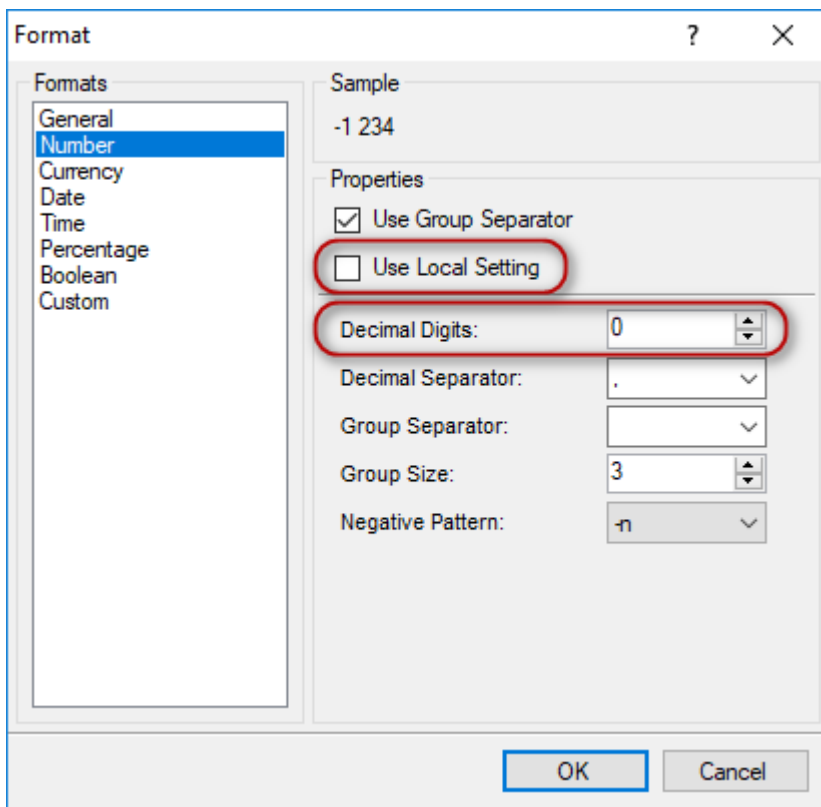 Format ?
Formats
General
Number
Currency
Date
Time
Percentage
Boolean
Custom
Sample
-1 234
Properties
Use Group Separator
Use Local Setting
Decimal Digits: 0
Decimal Separator: ,
Group Separator:
Group Size: 3
Negative Pattern: -n
OK Cancel